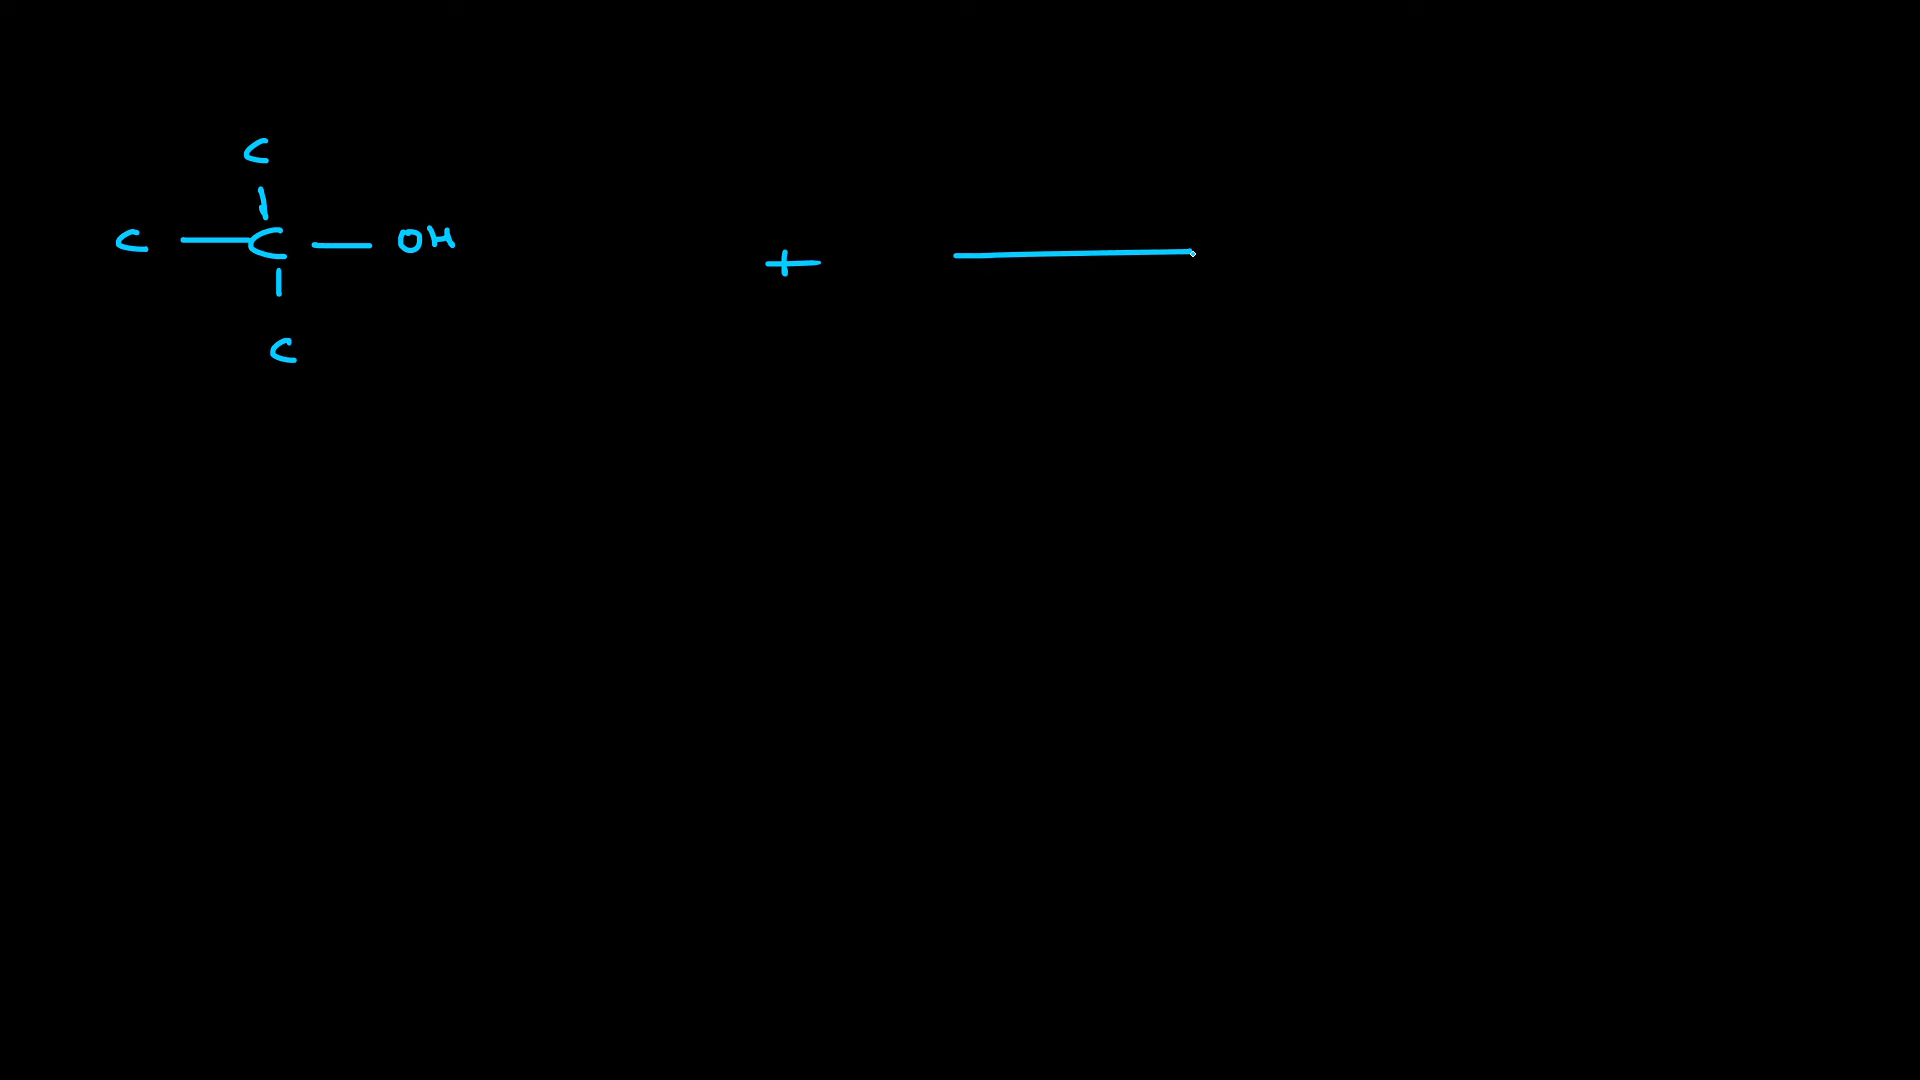 C
C — C — OH + —
C